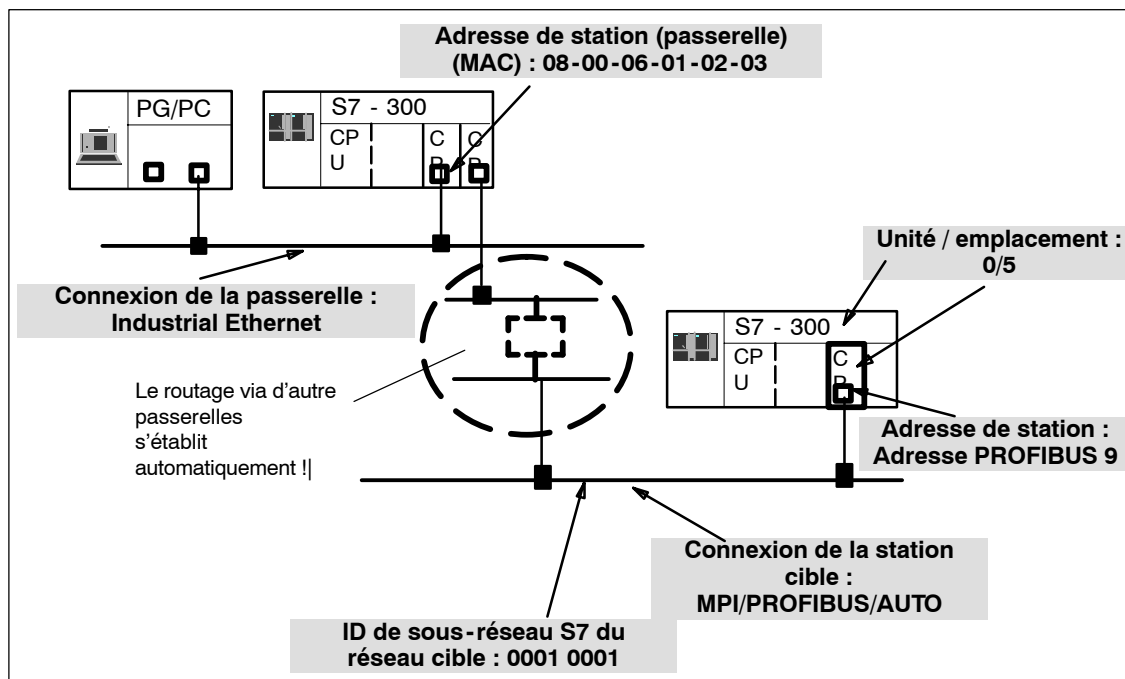 Adresse de station (passerelle)
(MAC) : 08-00-06-01-02-03
PG/PC
S7 - 300
CP
U
C
P
C
P
Connexion de la passerelle :
Industrial Ethernet
Unité / emplacement :
0/5
S7 - 300
CP
U
C
P
Le routage via d'autre
passerelles
s'établit
automatiquement !|
Adresse de station :
Adresse PROFIBUS 9
Connexion de la station
cible :
MPI/PROFIBUS/AUTO
ID de sous-réseau S7 du
réseau cible : 0001 0001